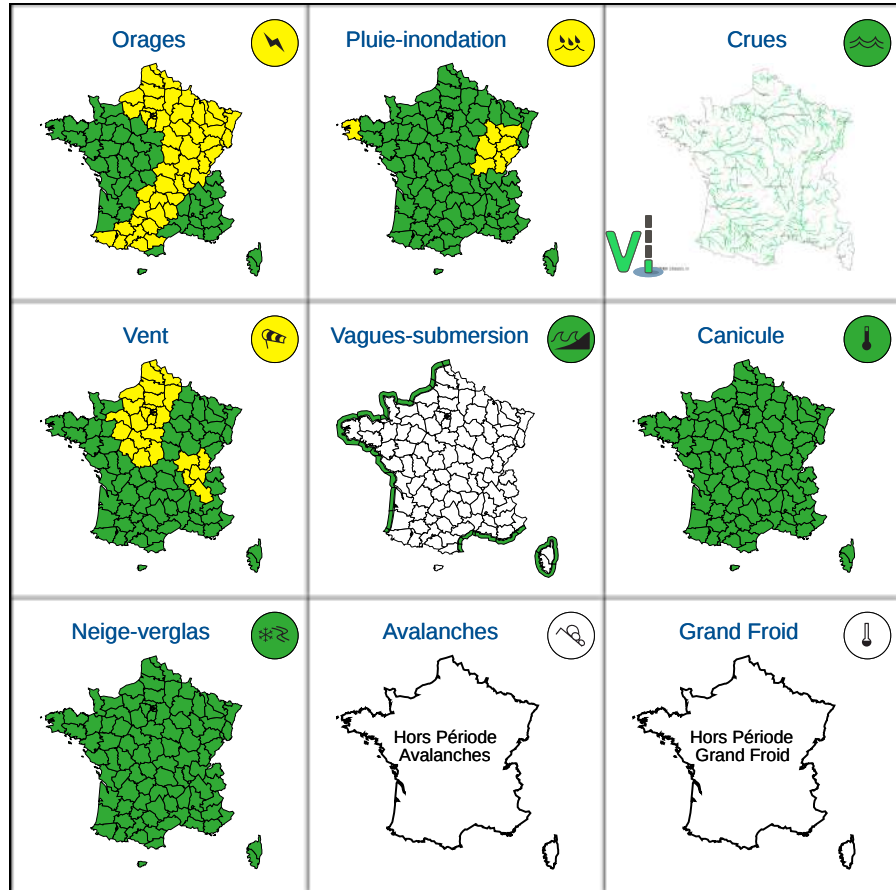 Orages
Pluie-inondation
Crues
Vent
Vagues-submersion
Canicule
Neige-verglas
Avalanches
Hors Période
Avalanches
Grand Froid
Hors Période
Grand Froid